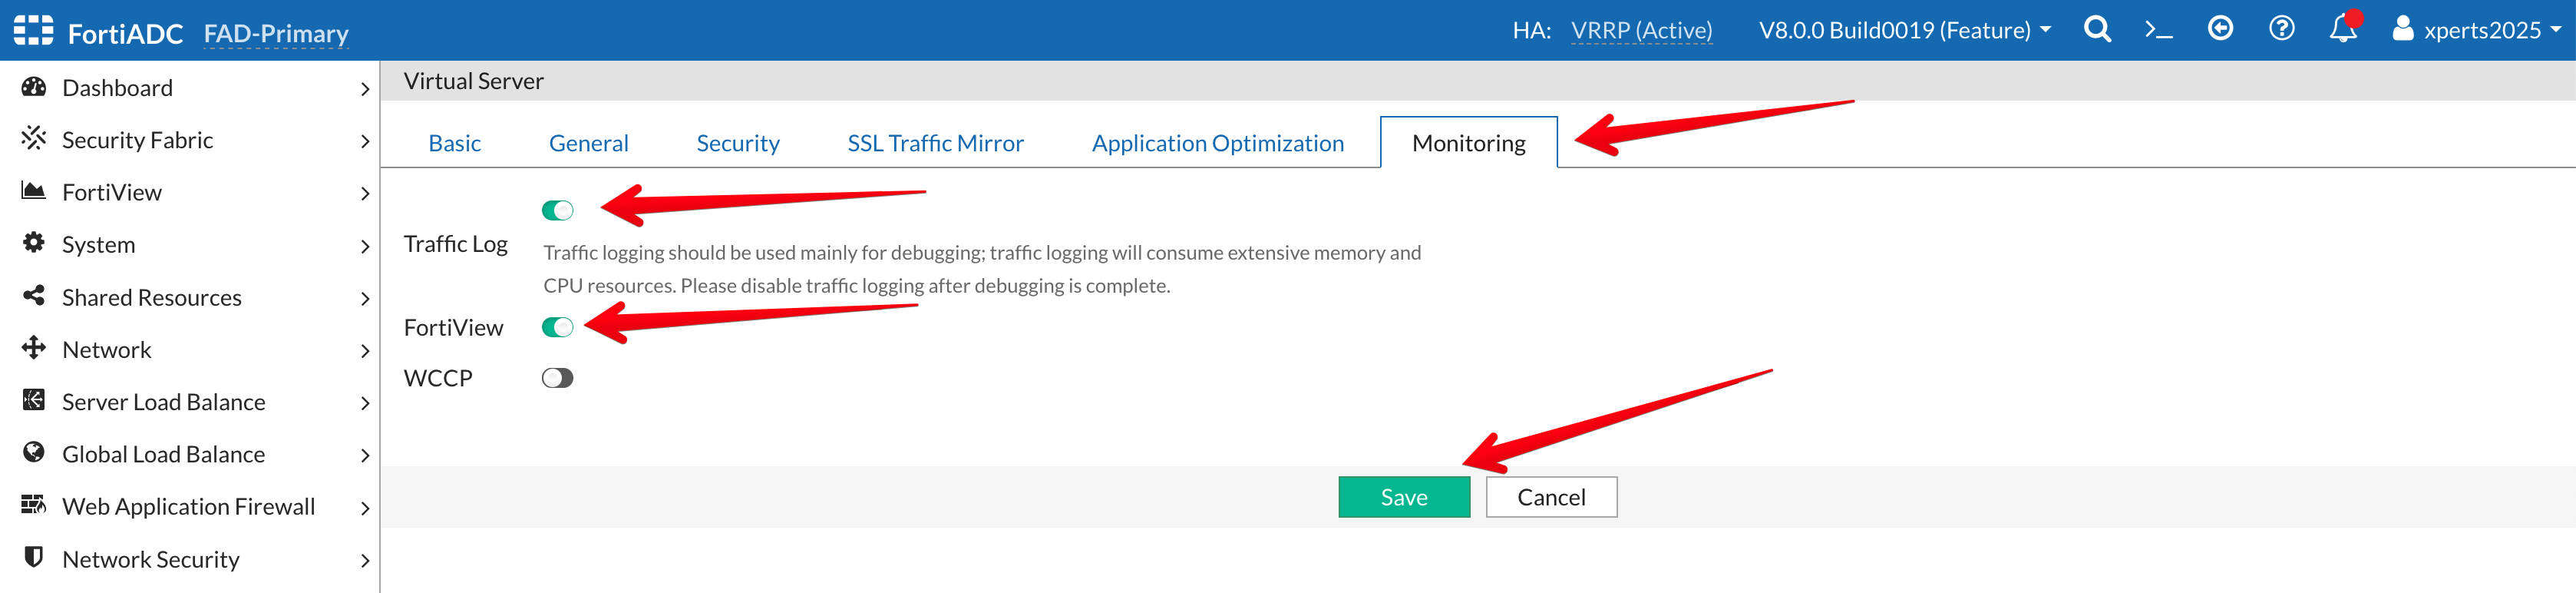 FortiADC FAD-Primary HA: VRRP (Active) V8.0.0 Build0019 (Feature) xperts2025
Dashboard
Security Fabric
FortiView
System
Shared Resources
Network
Server Load Balance
Global Load Balance
Web Application Firewall
Network Security
Virtual Server
Basic General Security SSL Traffic Mirror Application Optimization Monitoring
Traffic Log
Traffic logging should be used mainly for debugging; traffic logging will consume extensive memory and
CPU resources. Please disable traffic logging after debugging is complete.
FortiView
WCCP
Save Cancel